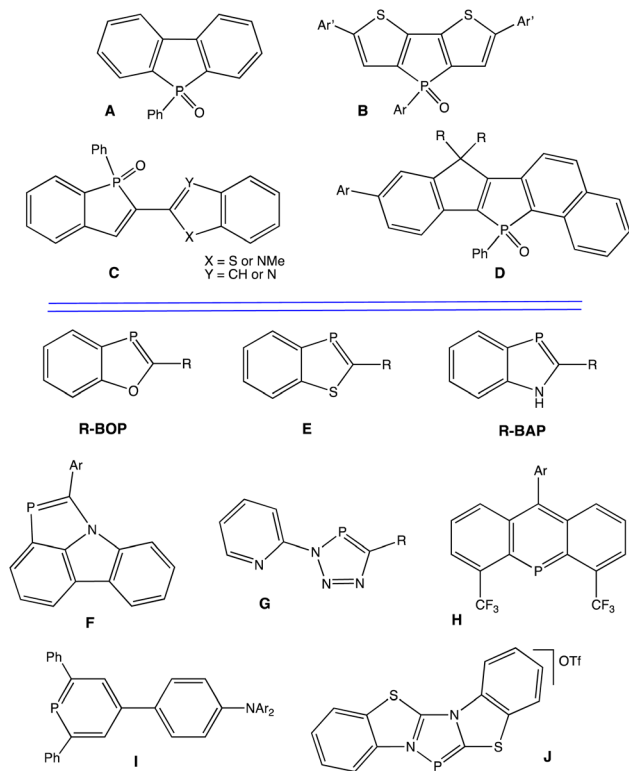 P
O
Ph
A
S
S
Ar'
Ar'
P
Ar
O
B
Ph
O
P
Y
X
X = S or NMe
Y = CH or N
C
R
R
Ar
P
Ph
O
D
P
R
O
R-BOP
P
R
S
E
P
R
N
H
R-BAP
Ar
P
N
F
P
N
R
N
N
N
G
Ar
P
CF3
CF3
H
Ph
P
NAr2
Ph
I
OTf
S
N
N
S
P
J